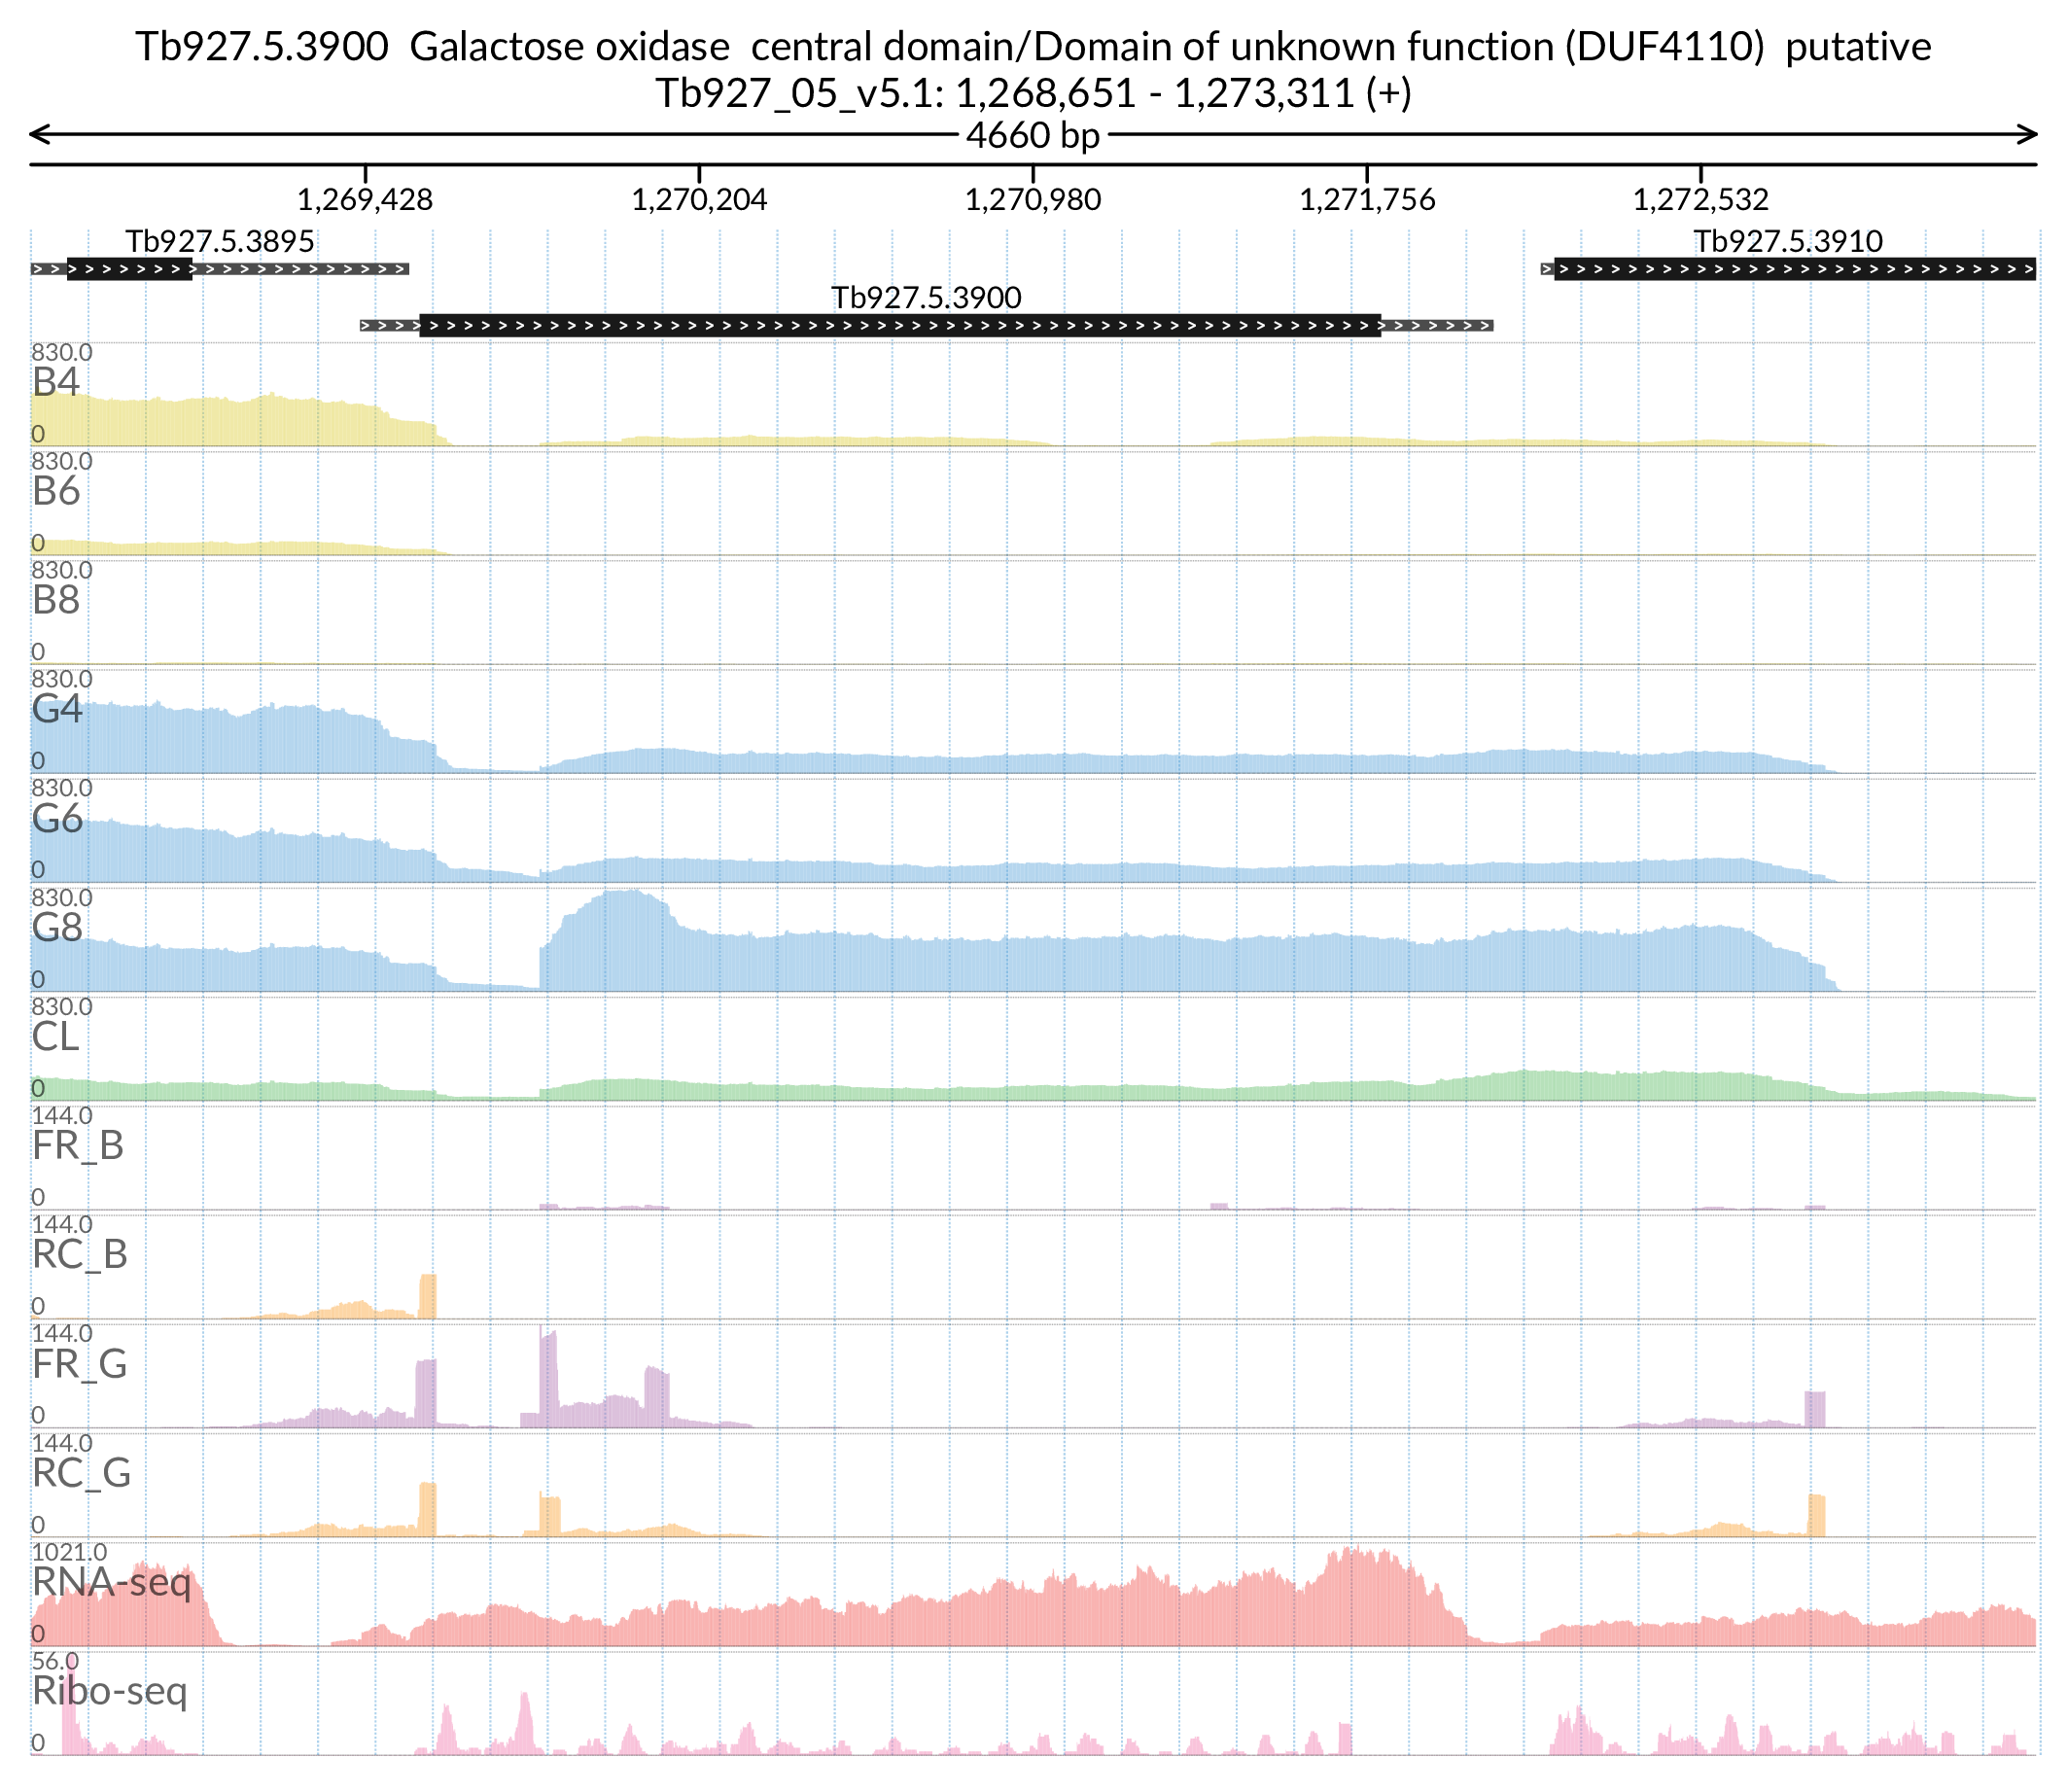 Tb927.5.3900  Galactose oxidase  central domain/Domain of unknown function (DUF4110)  putative
Tb927_05_v5.1: 1,268,651 - 1,273,311 (+)
4660 bp
1,269,428 1,270,204 1,270,980 1,271,756 1,272,532
Tb927.5.3895 Tb927.5.3910
Tb927.5.3900
830.0
B4
0
830.0
B6
0
830.0
B8
0
830.0
G4
0
830.0
G6
0
830.0
G8
0
830.0
CL
0
144.0
FR_B
0
144.0
RC_B
0
144.0
FR_G
0
144.0
RC_G
0
1021.0
RNA-seq
0
56.0
Ribo-seq
0